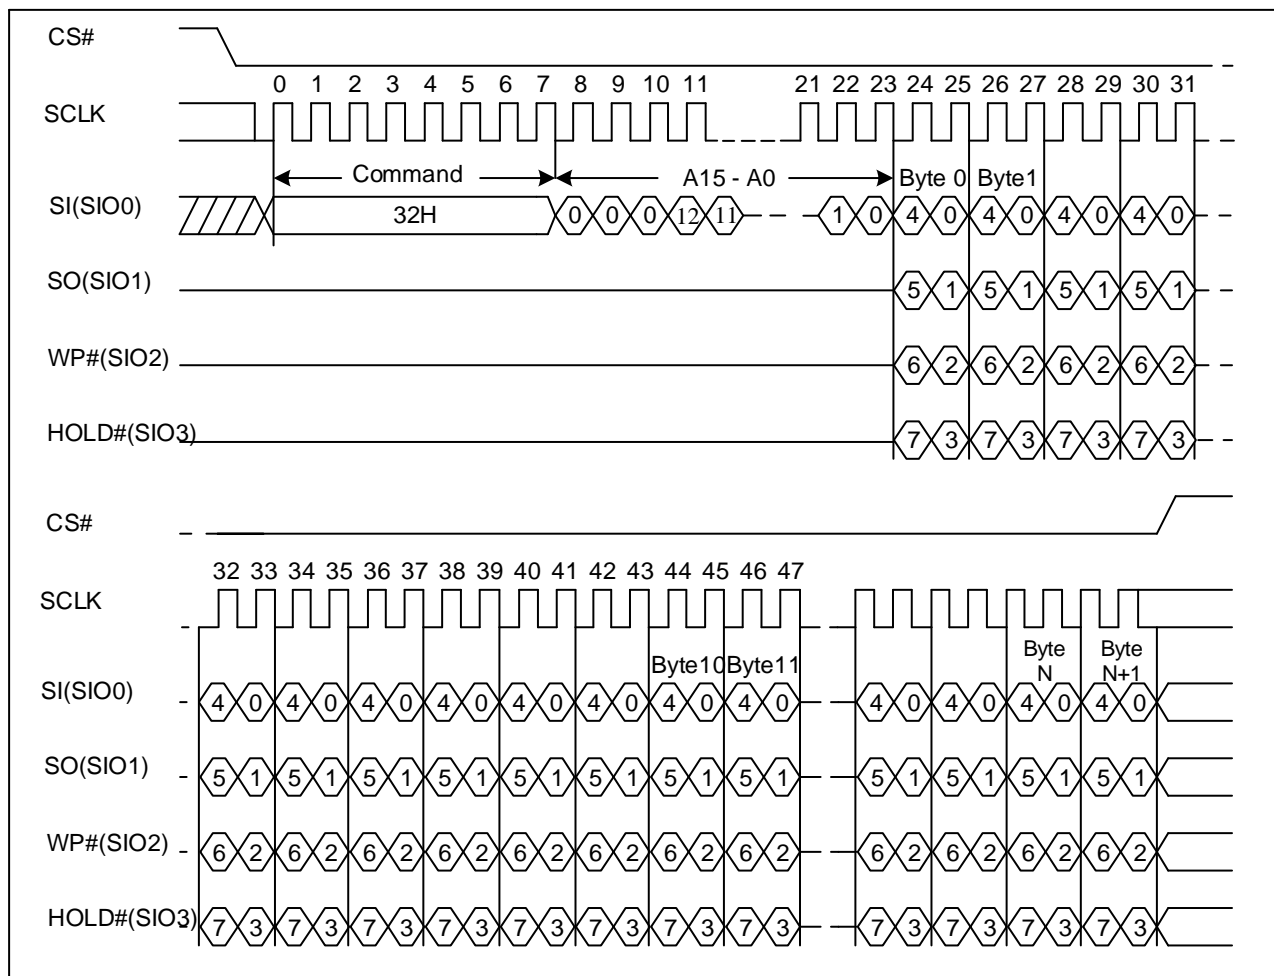 CS#
0 1 2 3 4 5 6 7 8 9 10 11 21 22 23 24 25 26 27 28 29 30 31
SCLK
Command A15 - A0 Byte 0 Byte1
SI(SIO0) 32H 0 0 0 12 11 1 0 4 0 4 0 4 0 4 0
SO(SIO1) 5 1 5 1 5 1 5 1
WP#(SIO2) 6 2 6 2 6 2 6 2
HOLD#(SIO3) 7 3 7 3 7 3 7 3
CS#
32 33 34 35 36 37 38 39 40 41 42 43 44 45 46 47
SCLK
Byte10 Byte11 Byte N Byte N+1
SI(SIO0) 4 0 4 0 4 0 4 0 4 0 4 0 4 0 4 0 4 0 4 0 4 0 4 0
SO(SIO1) 5 1 5 1 5 1 5 1 5 1 5 1 5 1 5 1 5 1 5 1 5 1 5 1
WP#(SIO2) 6 2 6 2 6 2 6 2 6 2 6 2 6 2 6 2 6 2 6 2 6 2 6 2
HOLD#(SIO3) 7 3 7 3 7 3 7 3 7 3 7 3 7 3 7 3 7 3 7 3 7 3 7 3